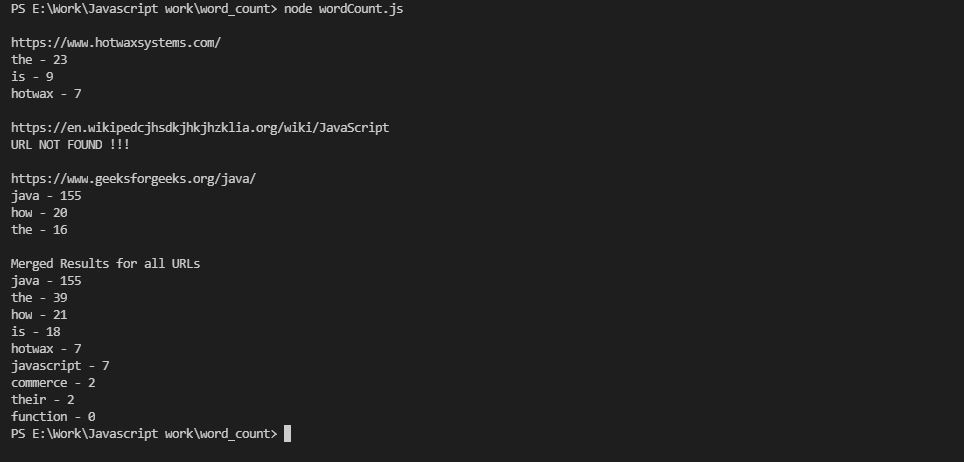 PS E:\Work\Javascript work\word_count> node wordCount.js
https://www.hotwaxsystems.com/
the - 23
is - 9
hotwax - 7
https://en.wikipedcjhsdkjhkjhzklia.org/wiki/JavaScript
URL NOT FOUND !!!
https://www.geeksforgeeks.org/java/
java - 155
how - 20
the - 16
Merged Results for all URLs
java - 155
the - 39
how - 21
is - 18
hotwax - 7
javascript - 7
commerce - 2
their - 2
function - 0
PS E:\Work\Javascript work\word_count>